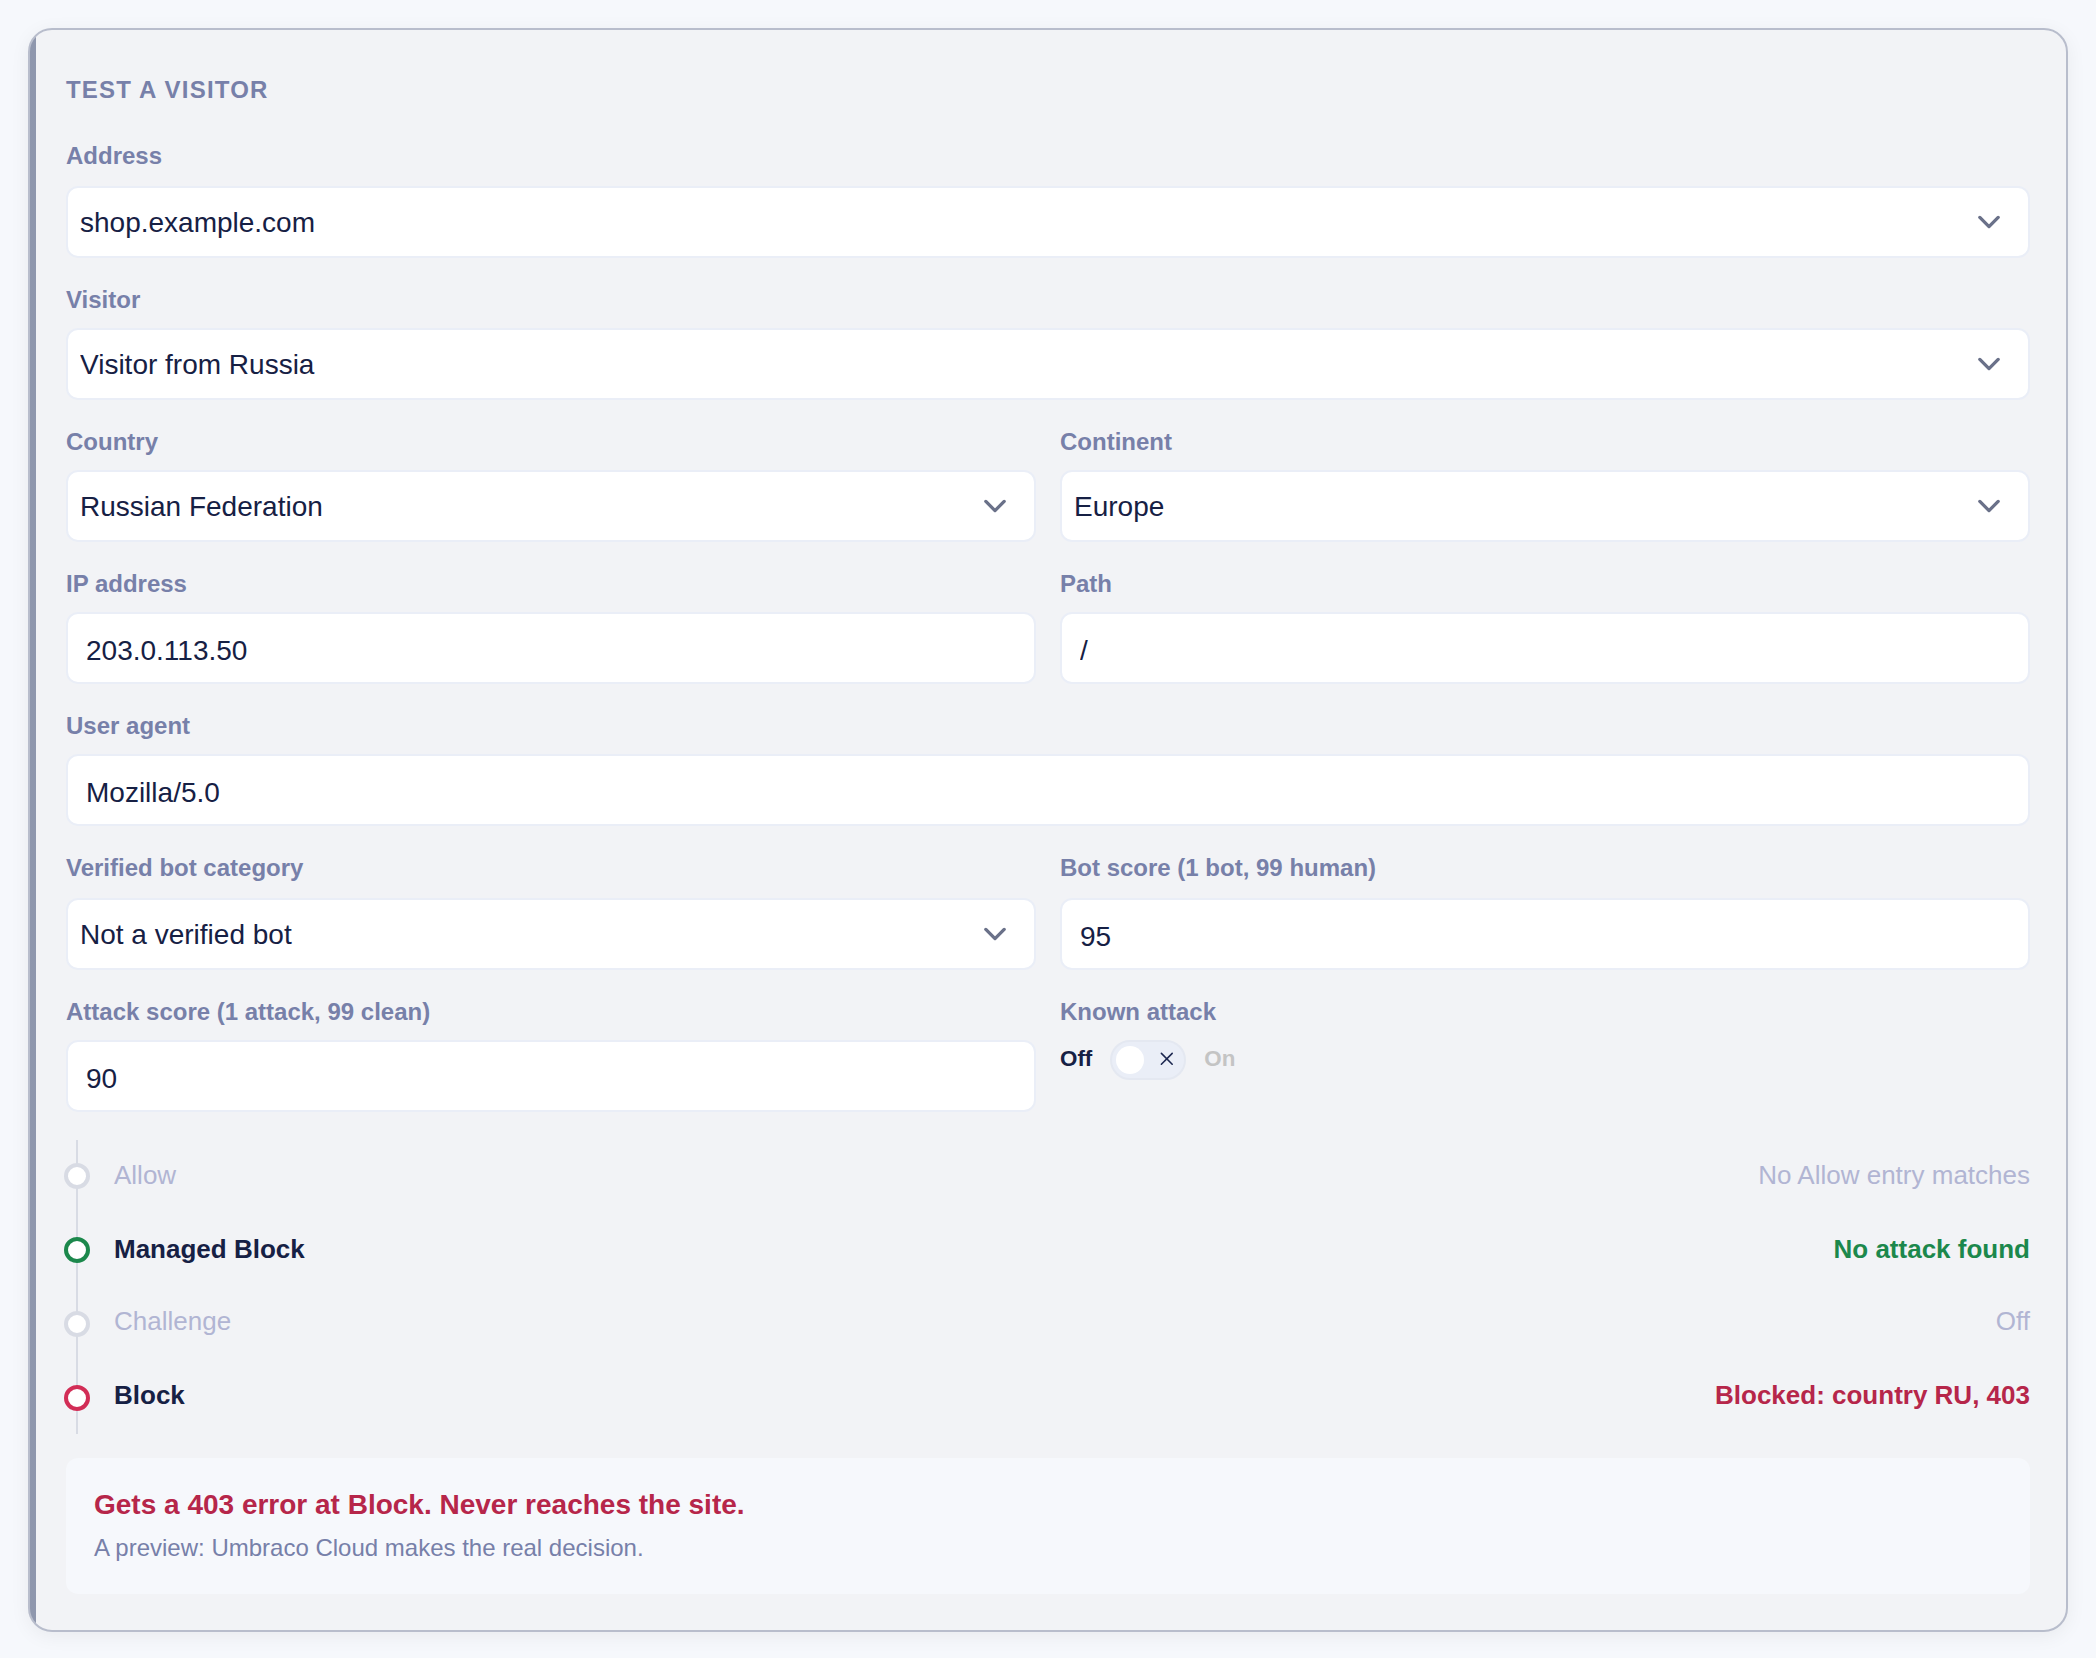 TEST A VISITOR
Address
shop.example.com
Visitor
Visitor from Russia
Country
Continent
Russian Federation
Europe
IP address
Path
203.0.113.50
/
User agent
Mozilla/5.0
Verified bot category
Bot score (1 bot, 99 human)
Not a verified bot
95
Attack score (1 attack, 99 clean)
Known attack
90
Off On
Allow
No Allow entry matches
Managed Block
No attack found
Challenge
Off
Block
Blocked: country RU, 403
Gets a 403 error at Block. Never reaches the site.
A preview: Umbraco Cloud makes the real decision.